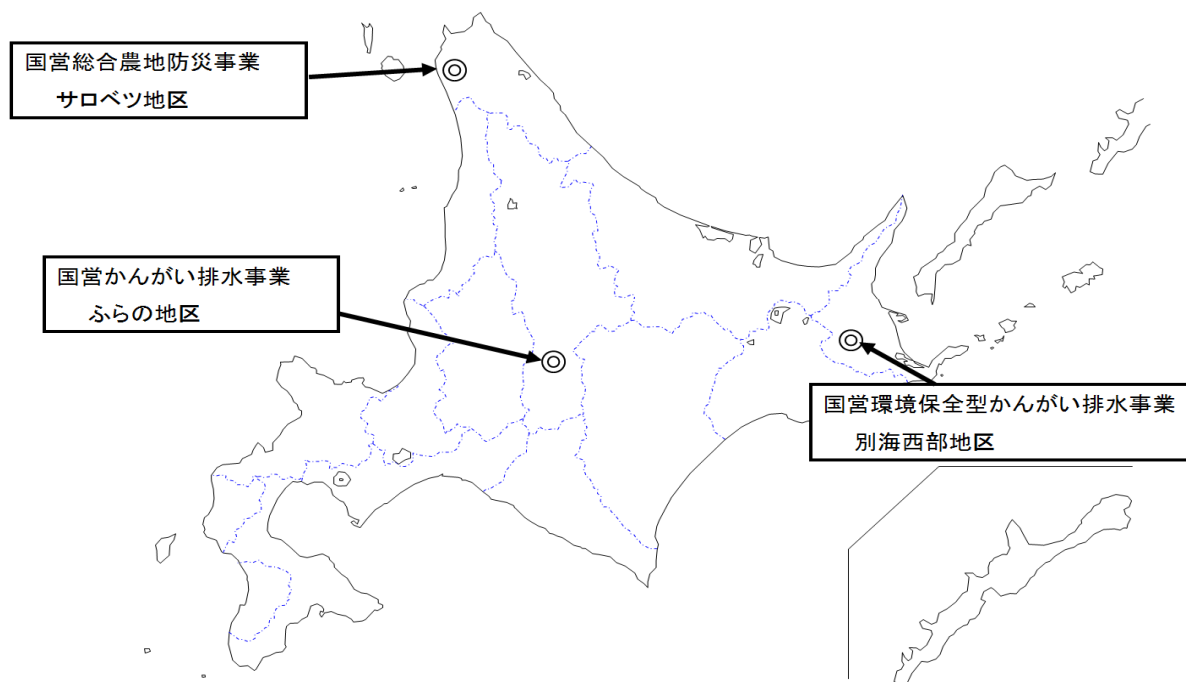 国営総合農地防災事業
サロベツ地区
国営かんがい排水事業
ふらの地区
国営環境保全型かんがい排水事業
別海西部地区